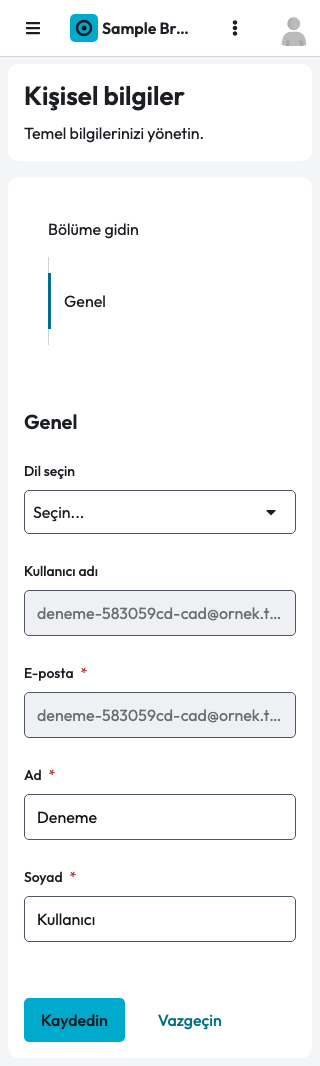 Sample Br...
Kişisel bilgiler
Temel bilgilerinizi yönetin.
Bölüme gidin
Genel
Genel
Dil seçin
Seçin...
Kullanıcı adı
deneme-583059cd-cad@ornek.t...
E-posta *
deneme-583059cd-cad@ornek.t...
Ad *
Deneme
Soyad *
Kullanıcı
Kaydedin Vazgeçin